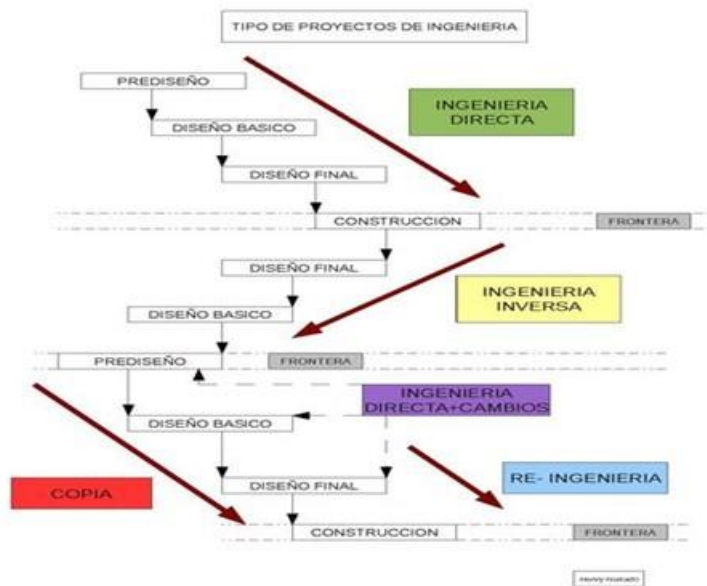 TIPO DE PROYECTOS DE INGENIERIA
PREDISEÑO
INGENIERIA
DIRECTA
DISEÑO BASICO
DISEÑO FINAL
CONSTRUCCION
FRONTERA
DISEÑO FINAL
INGENIERIA
INVERSA
DISEÑO BASICO
PREDISEÑO
FRONTERA
INGENIERIA
DIRECTA+CAMBIOS
DISEÑO BASICO
RE- INGENIERIA
COPIA
DISEÑO FINAL
CONSTRUCCION
FRONTERA